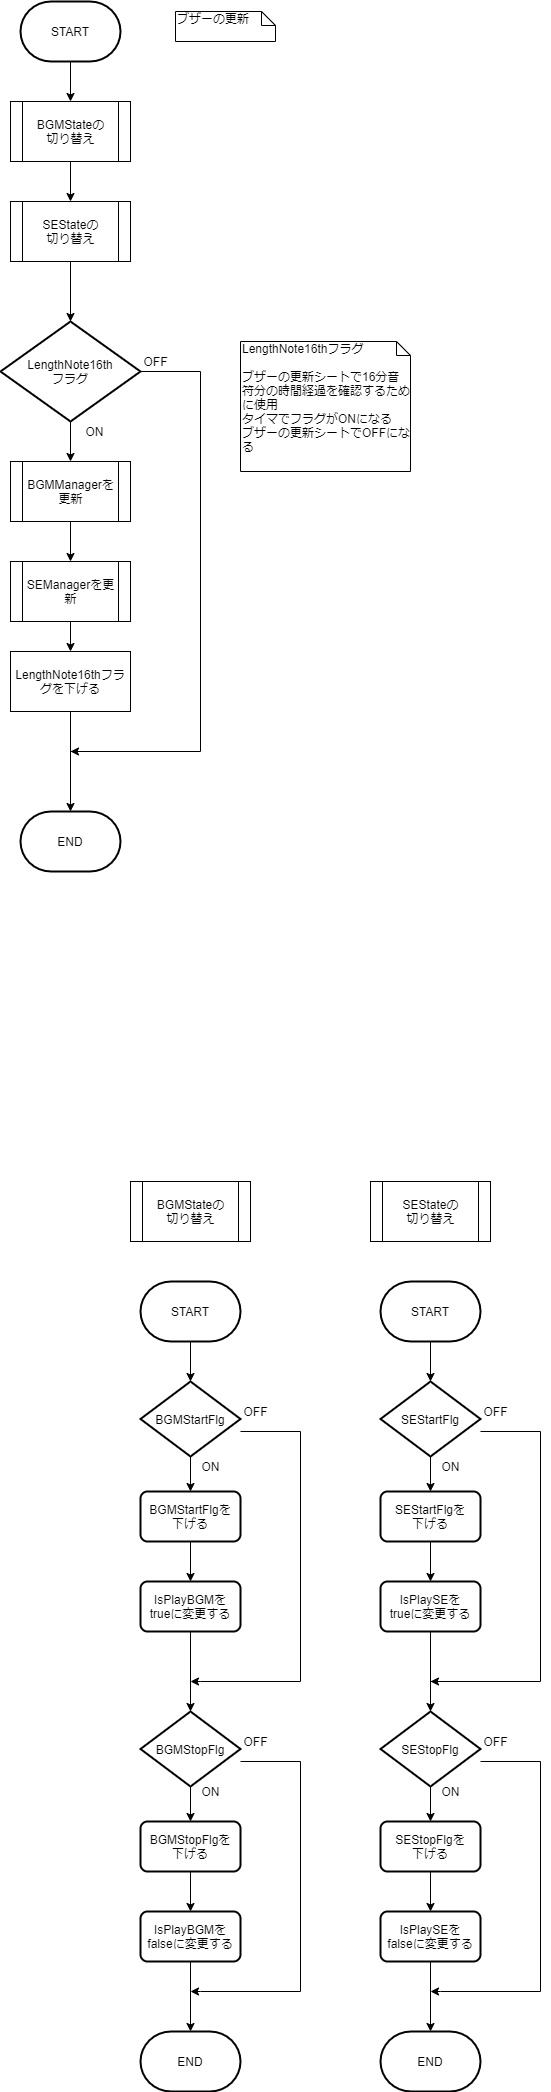 START
ブザーの更新
BGMStateの
切り替え
SEStateの
切り替え
LengthNote16th
フラグ
OFF
ON
LengthNote16thフラグ
ブザーの更新シートで16分音
符分の時間経過を確認するため
に使用
タイマでフラグがONになる
ブザーの更新シートでOFFにな
る
BGMManagerを
更新
SEManagerを更
新
LengthNote16thフラ
グを下げる
END
BGMStateの
切り替え
START
BGMStartFlg
OFF
ON
BGMStartFlgを
下げる
IsPlayBGMを
trueに変更する
BGMStopFlg
OFF
ON
BGMStopFlgを
下げる
IsPlayBGMを
falseに変更する
END
SEStateの
切り替え
START
SEStartFlg
OFF
ON
SEStartFlgを
下げる
IsPlaySEを
trueに変更する
SEStopFlg
OFF
ON
SEStopFlgを
下げる
IsPlaySEを
falseに変更する
END